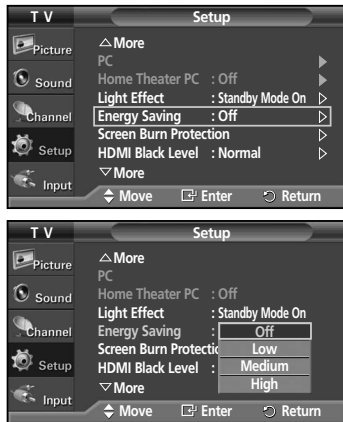 T V
Setup
Picture
Sound
Channel
Setup
Input
△More
PC
Home Theater PC : Off
Light Effect : Standby Mode On
Energy Saving : Off
Screen Burn Protection
HDMI Black Level : Normal
▽More
Move Enter Return
T V
Setup
Picture
Sound
Channel
Setup
Input
△More
PC
Home Theater PC : Off
Light Effect : Standby Mode On
Energy Saving : Off
Screen Burn Protectio Low
HDMI Black Level : Medium
▽More High
Move Enter Return